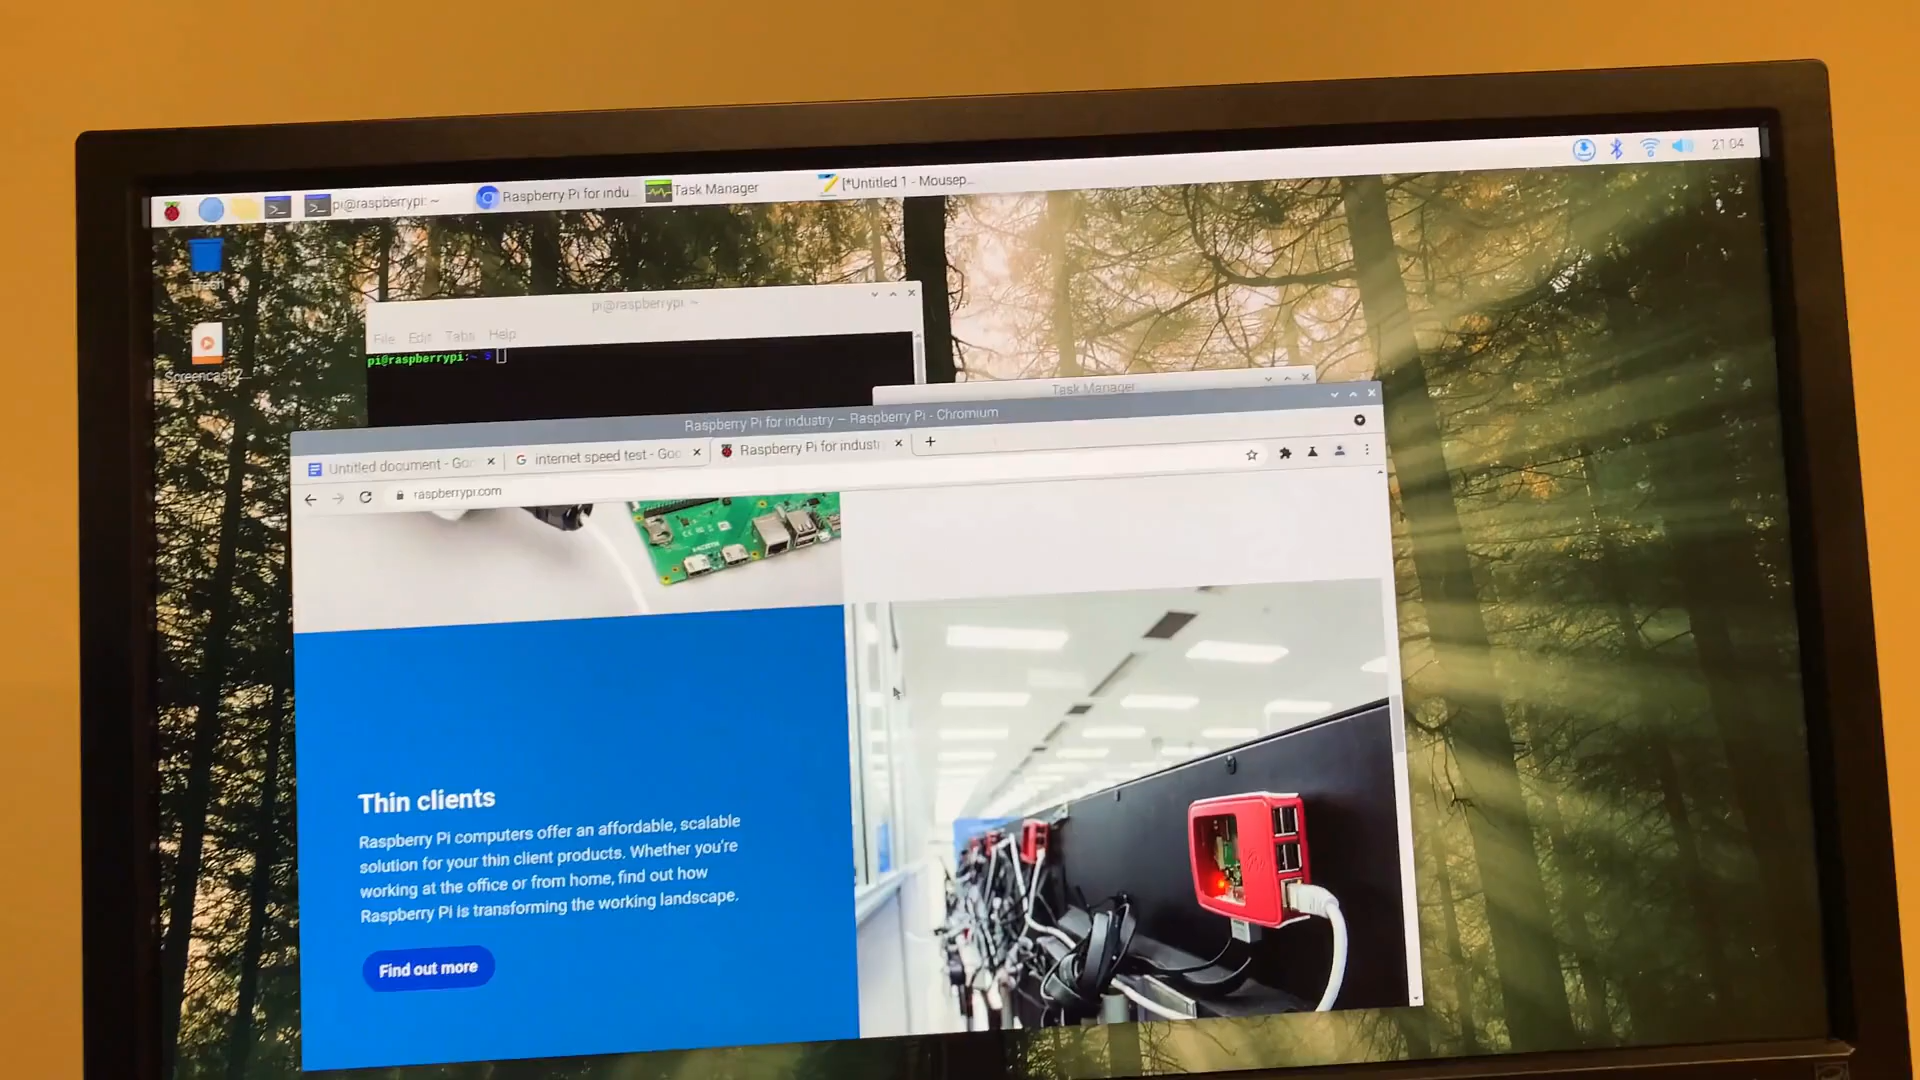 21:04
pi@raspberrypi: ~
Raspberry Pi for indu...
Task Manager
[*Untitled 1 - Mousep...
Trash
Screencast 2...
pi@raspberrypi: ~
File Edit Tabs Help
pi@raspberrypi:~ $
Task Manager
Raspberry Pi for industry – Raspberry Pi - Chromium
Untitled document - Goo
internet speed test - Goo
Raspberry Pi for industr
raspberrypi.com
Thin clients
Raspberry Pi computers offer an affordable, scalable
solution for your thin client products. Whether you're
working at the office or from home, find out how
Raspberry Pi is transforming the working landscape.
Find out more